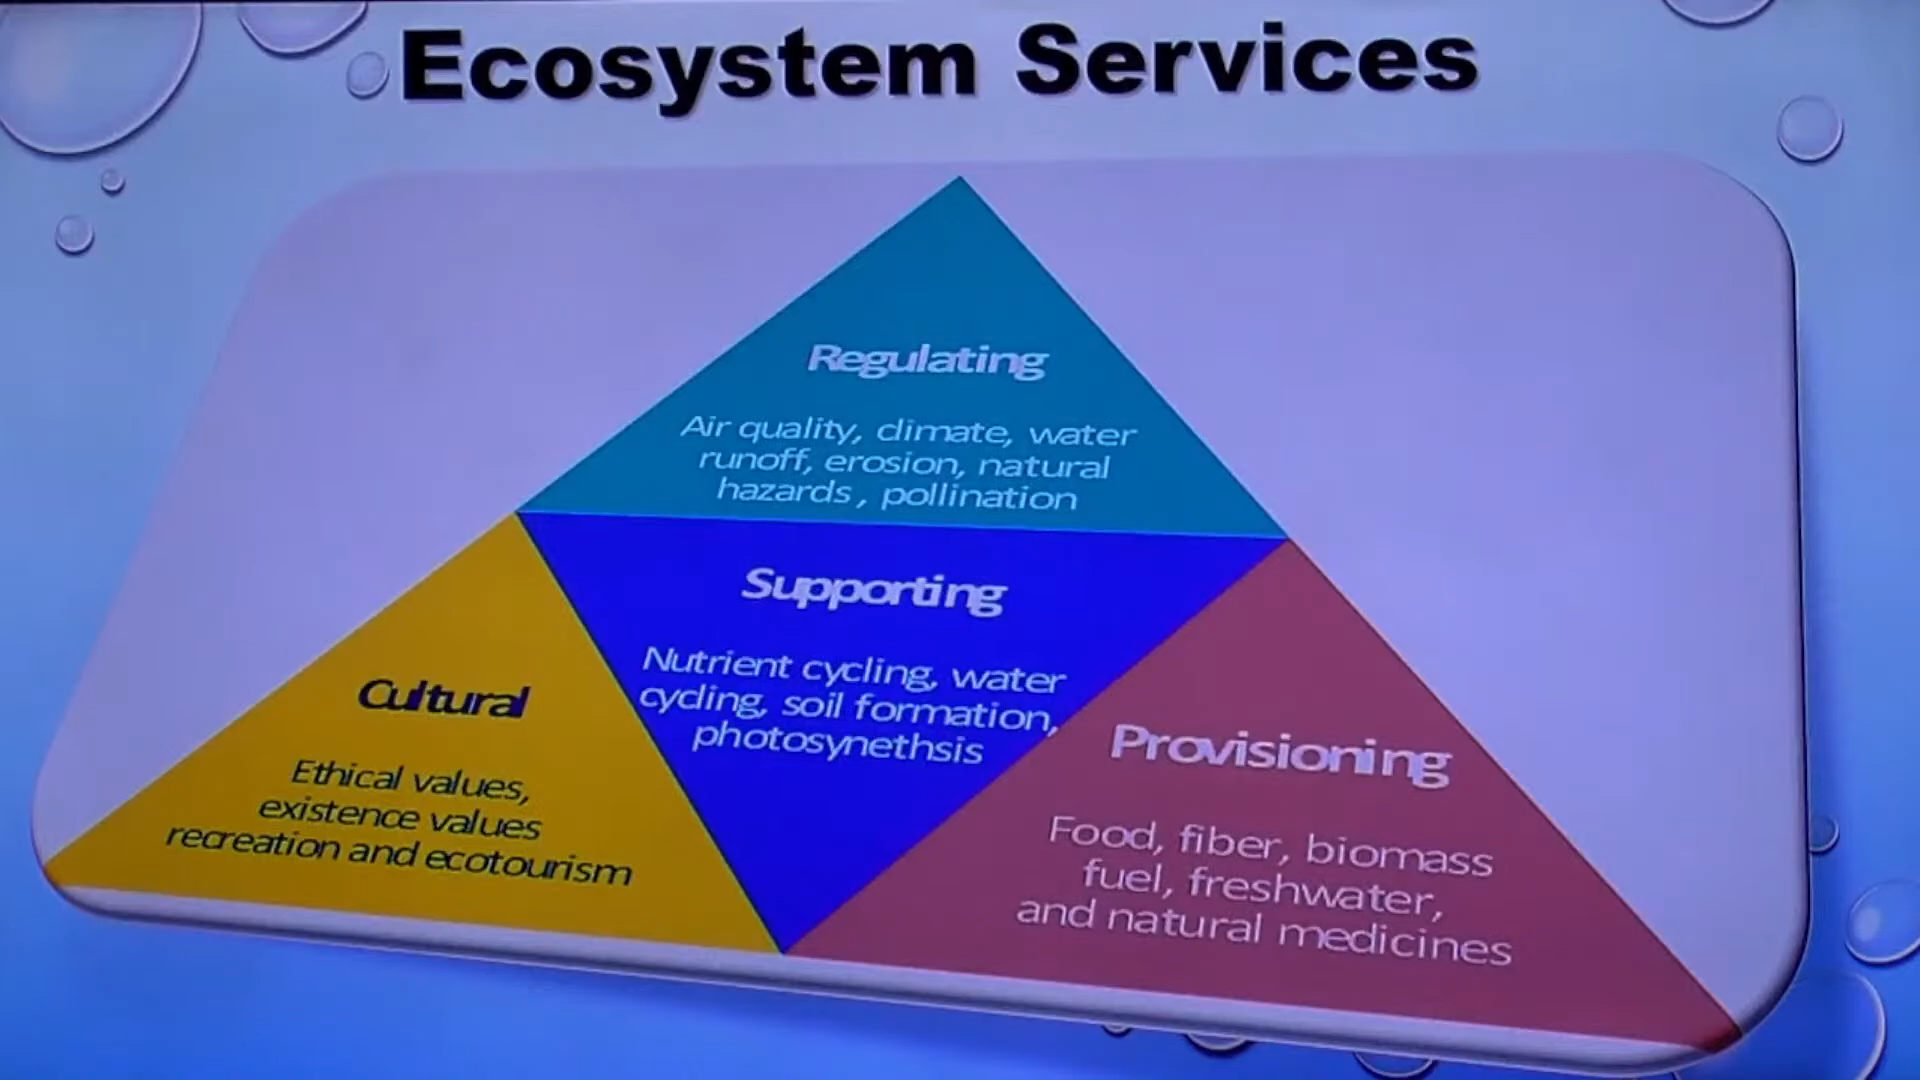 Ecosystem Services
Regulating
Air quality, climate, water
runoff, erosion, natural
hazards, pollination
Supporting
Nutrient cycling, water
cycling, soil formation,
photosynethsis
Cultural
Ethical values,
existence values
recreation and ecotourism
Provisioning
Food, fiber, biomass
fuel, freshwater,
and natural medicines